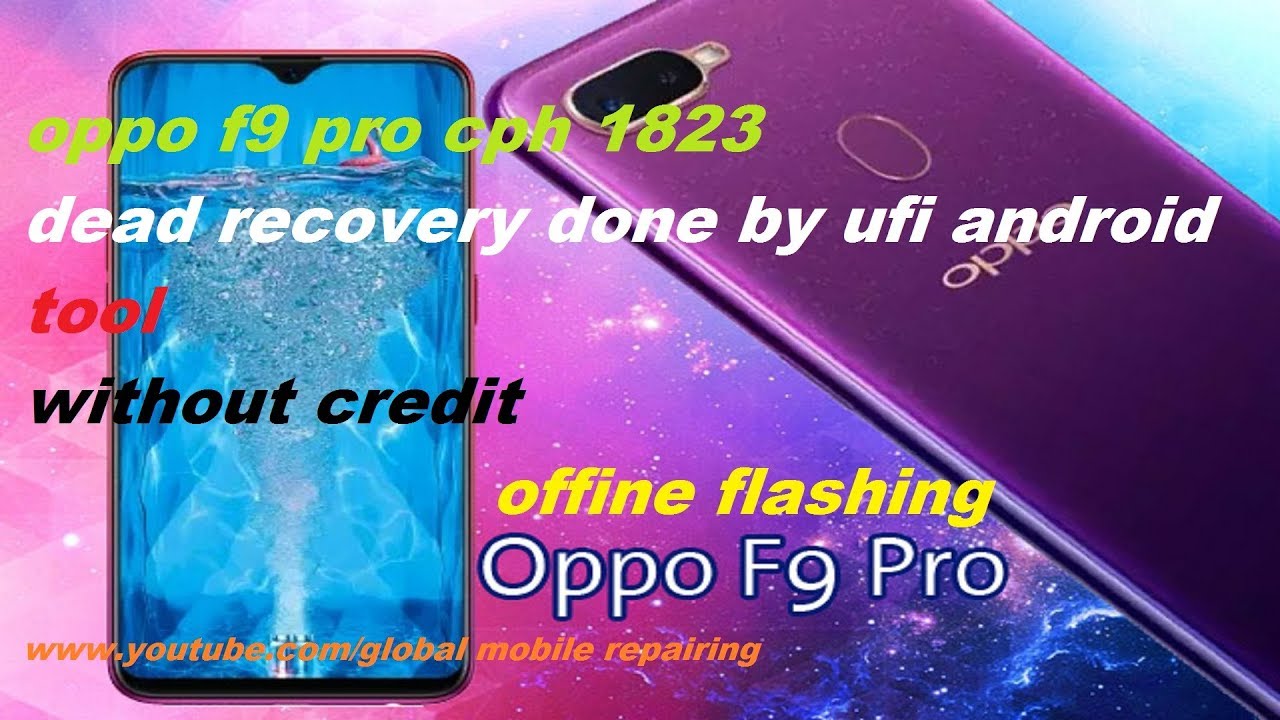 oppo f9 pro cph 1823
dead recovery done by ufi android
tool
without credit
offine flashing
Oppo F9 Pro
www.youtube.com/global mobile repairing
oppo